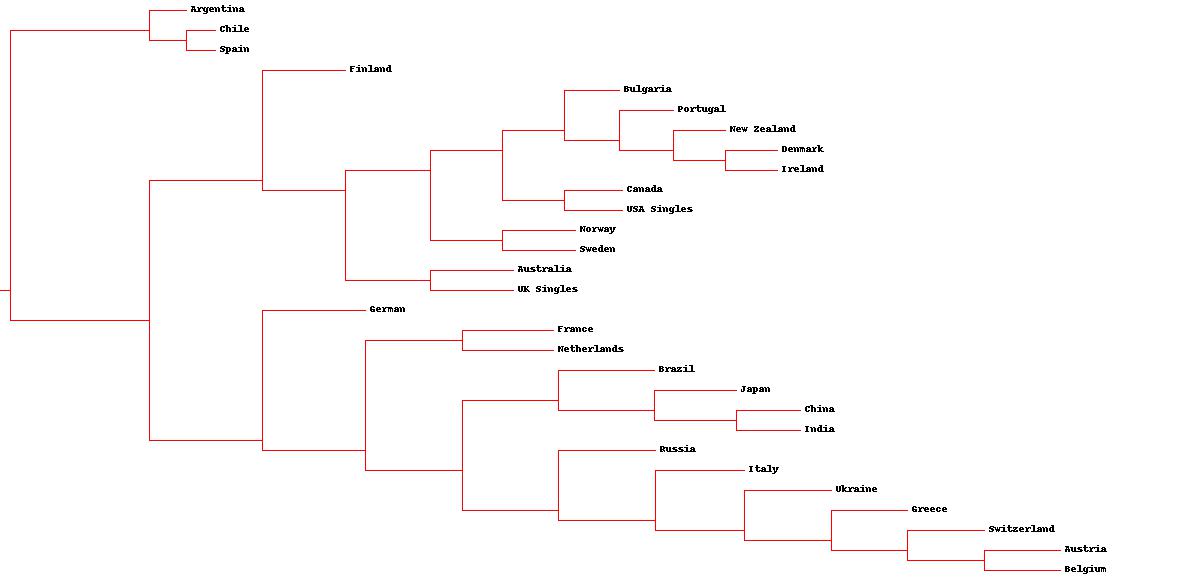 Argentina
Chile
Spain
Finland
Bulgaria
Portugal
New Zealand
Denmark
Ireland
Canada
USA Singles
Norway
Sweden
Australia
UK Singles
German
France
Netherlands
Brazil
Japan
China
India
Russia
Italy
Ukraine
Greece
Switzerland
Austria
Belgium